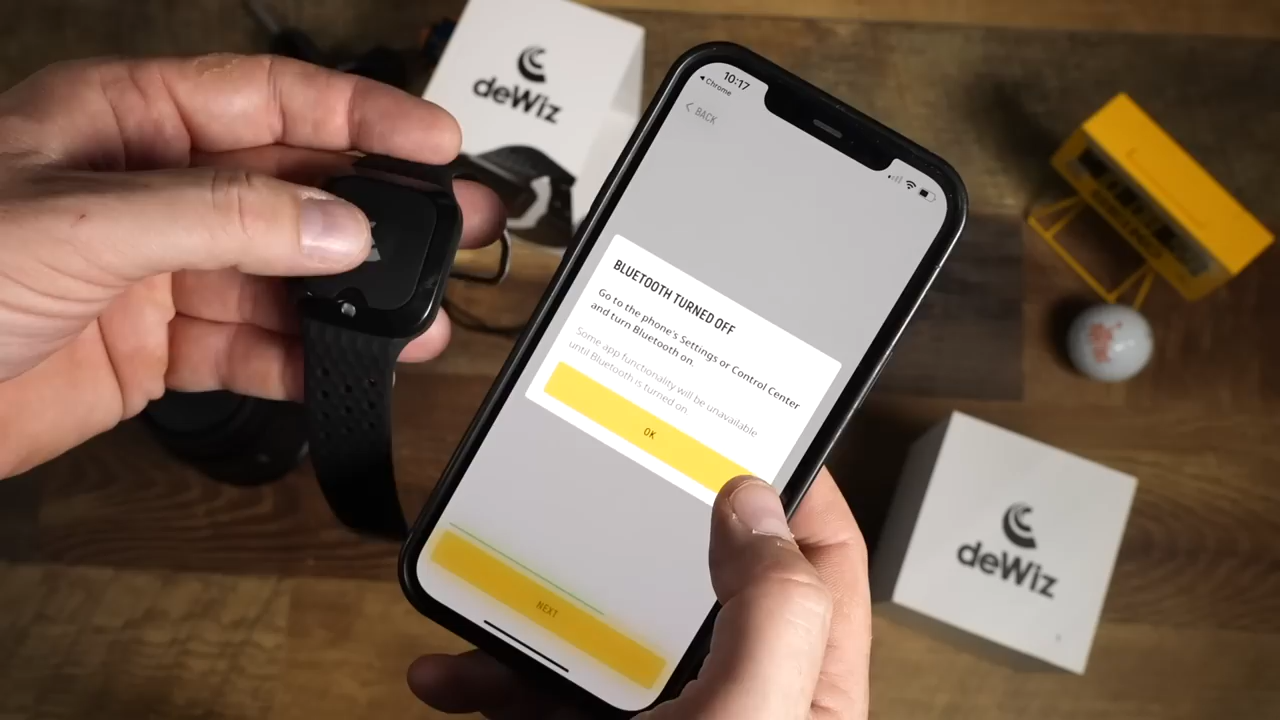 deWiz
10:17
Chrome
BACK
BLUETOOTH TURNED OFF
Go to the phone's Settings or Control Center
and turn Bluetooth on.
Some app functionality will be unavailable
until Bluetooth is turned on
OK
NEXT
deWiz